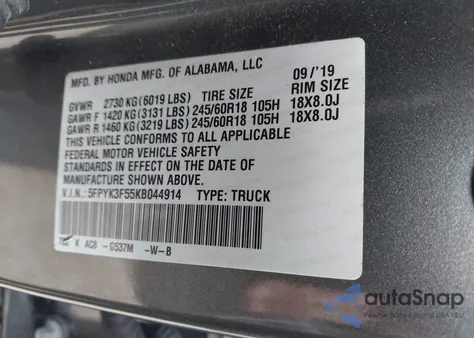 MFD. BY HONDA MFG. OF ALABAMA, LLC
09/'19
GVWR 2730 KG(6019 LBS) TIRE SIZE RIM SIZE
GAWR F 1420 KG(3131 LBS) 245/60R18 105H 18X8.0J
GAWR R 1460 KG(3219 LBS) 245/60R18 105H 18X8.0J
THIS VEHICLE CONFORMS TO ALL APPLICABLE
FEDERAL MOTOR VEHICLE SAFETY
STANDARDS IN EFFECT ON THE DATE OF
MANUFACTURE SHOWN ABOVE.
V.I.N.: 5FPYK3F55KB044914 TYPE: TRUCK
K AC8 -G537M -W-B
autaSnap